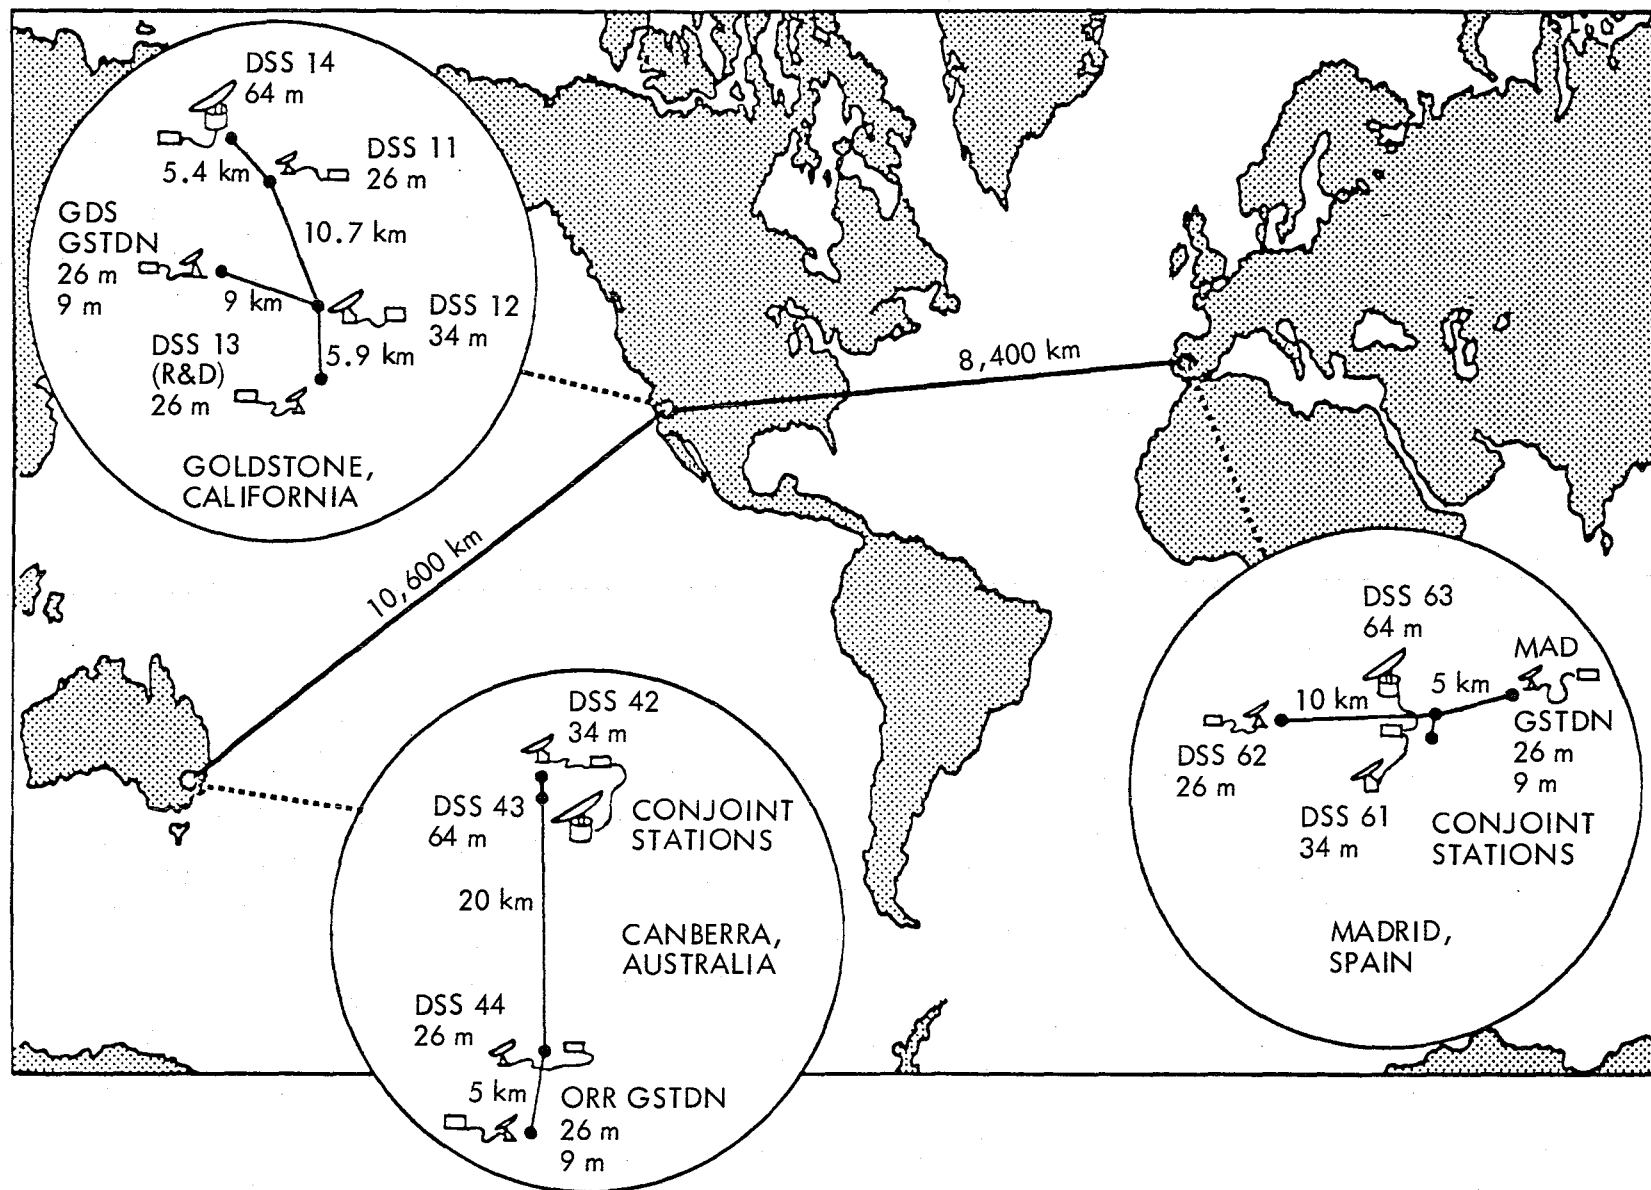 DSS 14
64 m
5.4 km
DSS 11
26 m
10.7 km
GDS
GSTDN
26 m
9 m
9 km
DSS 12
34 m
DSS 13
(R&D)
26 m
5.9 km
GOLDSTONE,
CALIFORNIA
8,400 km
10,600 km
DSS 42
34 m
DSS 43
64 m
CONJOINT
STATIONS
20 km
CANBERRA,
AUSTRALIA
DSS 44
26 m
5 km
ORR GSTDN
26 m
9 m
DSS 63
64 m
MAD
10 km
5 km
GSTDN
26 m
9 m
DSS 62
26 m
DSS 61
34 m
CONJOINT
STATIONS
MADRID,
SPAIN